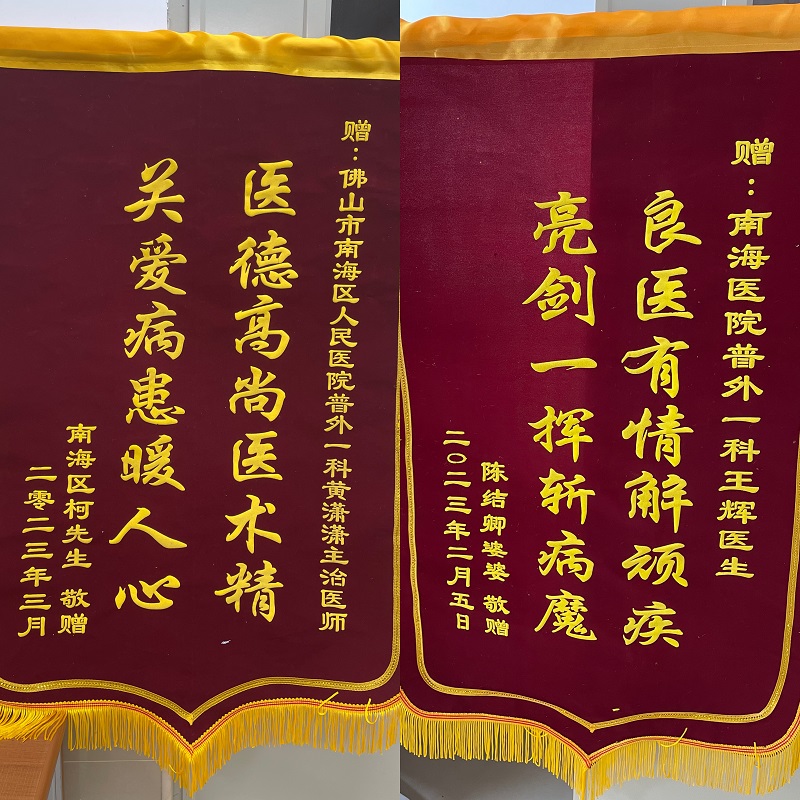 赠：佛山市南海区人民医院普外一科黄潇潇主治医师
医德高尚医术精
关爱病患暖人心
南海区柯先生 敬赠
二零二三年三月
赠：南海医院普外一科王辉医生
良医有情解顽疾
亮剑一挥斩病魔
陈结卿婆婆 敬赠
二〇二三年二月五日